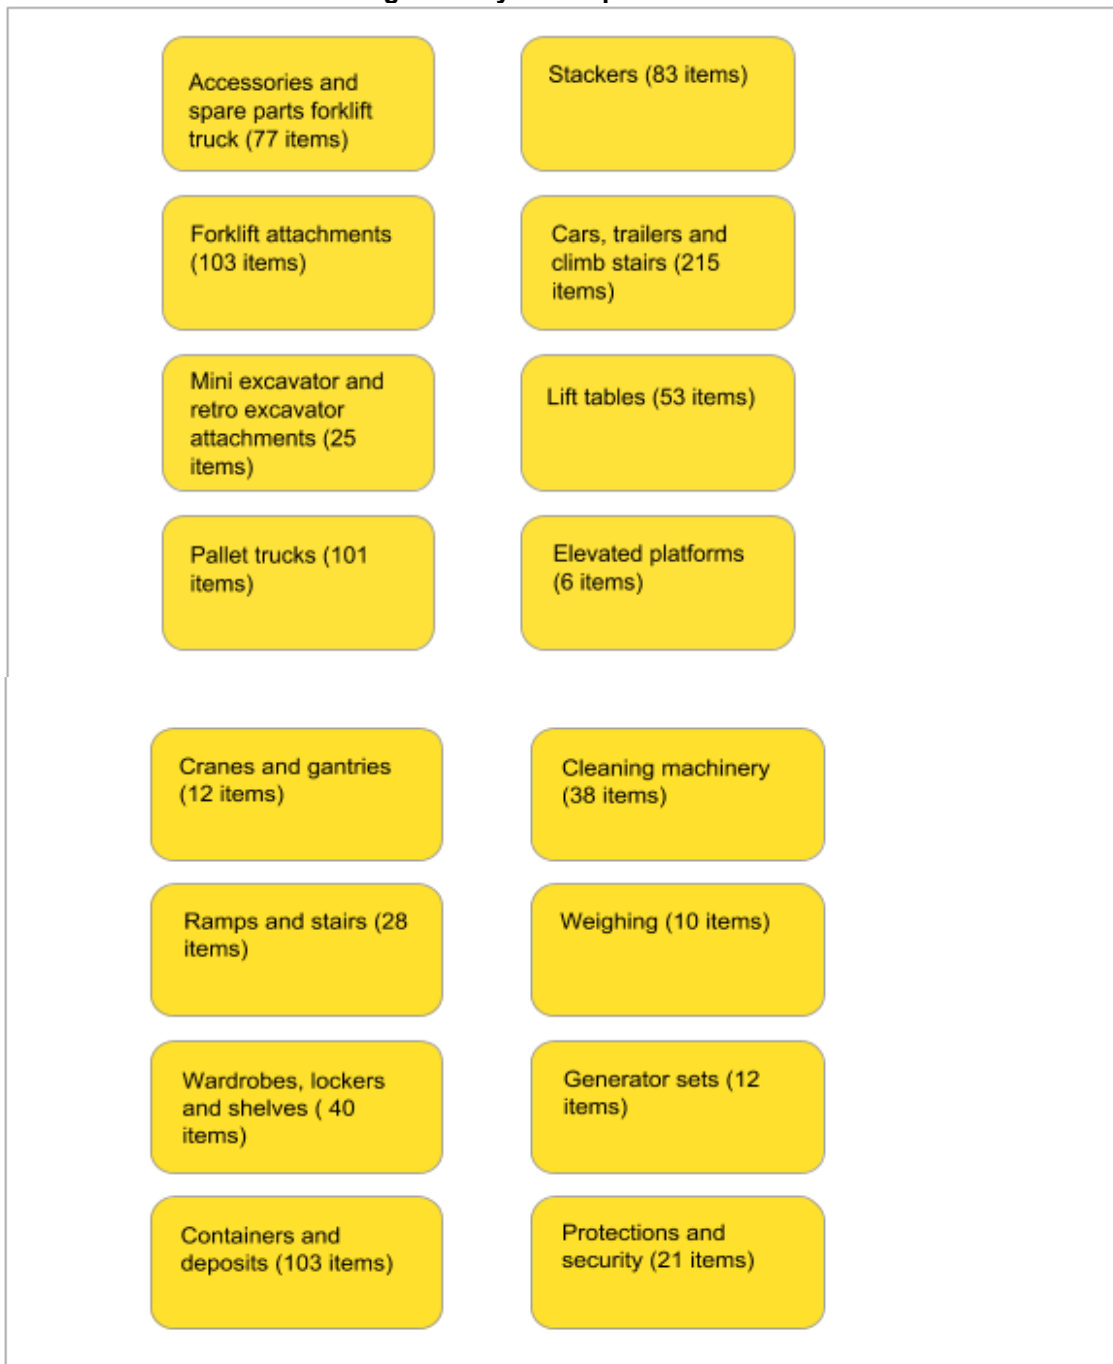 Accessories and
spare parts forklift
truck (77 items)
Stackers (83 items)
Forklift attachments
(103 items)
Cars, trailers and
climb stairs (215
items)
Mini excavator and
retro excavator
attachments (25
items)
Lift tables (53 items)
Pallet trucks (101
items)
Elevated platforms
(6 items)
Cranes and gantries
(12 items)
Cleaning machinery
(38 items)
Ramps and stairs (28
items)
Weighing (10 items)
Wardrobes, lockers
and shelves ( 40
items)
Generator sets (12
items)
Containers and
deposits (103 items)
Protections and
security (21 items)